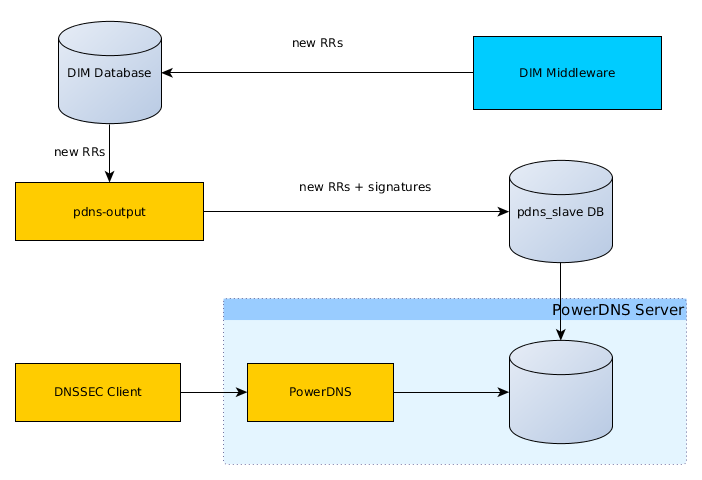 new RRs
DIM Database
DIM Middleware
new RRs
new RRs + signatures
pdns-output
pdns_slave DB
PowerDNS Server
DNSSEC Client
PowerDNS